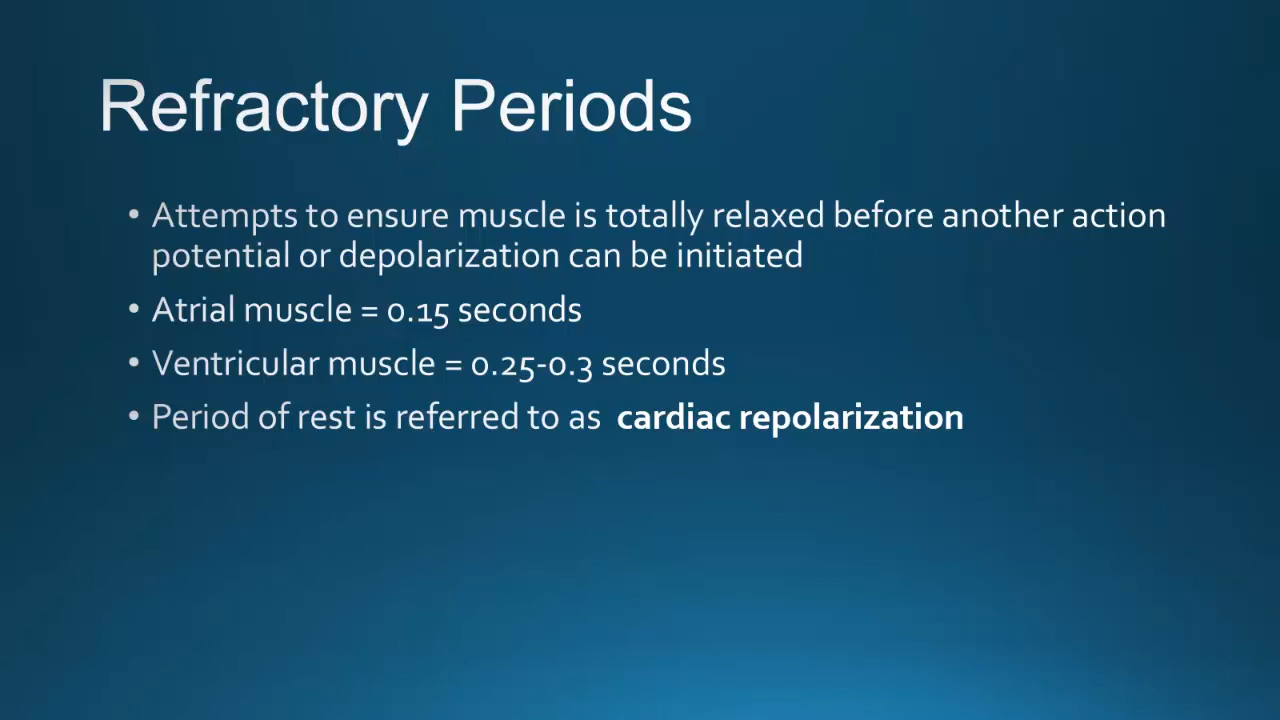 Refractory Periods
• Attempts to ensure muscle is totally relaxed before another action
potential or depolarization can be initiated
• Atrial muscle = 0.15 seconds
• Ventricular muscle = 0.25-0.3 seconds
• Period of rest is referred to as cardiac repolarization